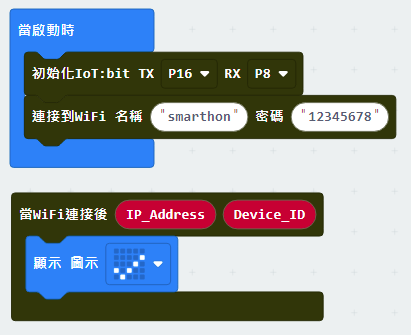 當啟動時
初始化IoT:bit TX P16 RX P8
連接到WiFi 名稱 "smarthon" 密碼 "12345678"
當WiFi連接後 IP_Address Device_ID
顯示 圖示